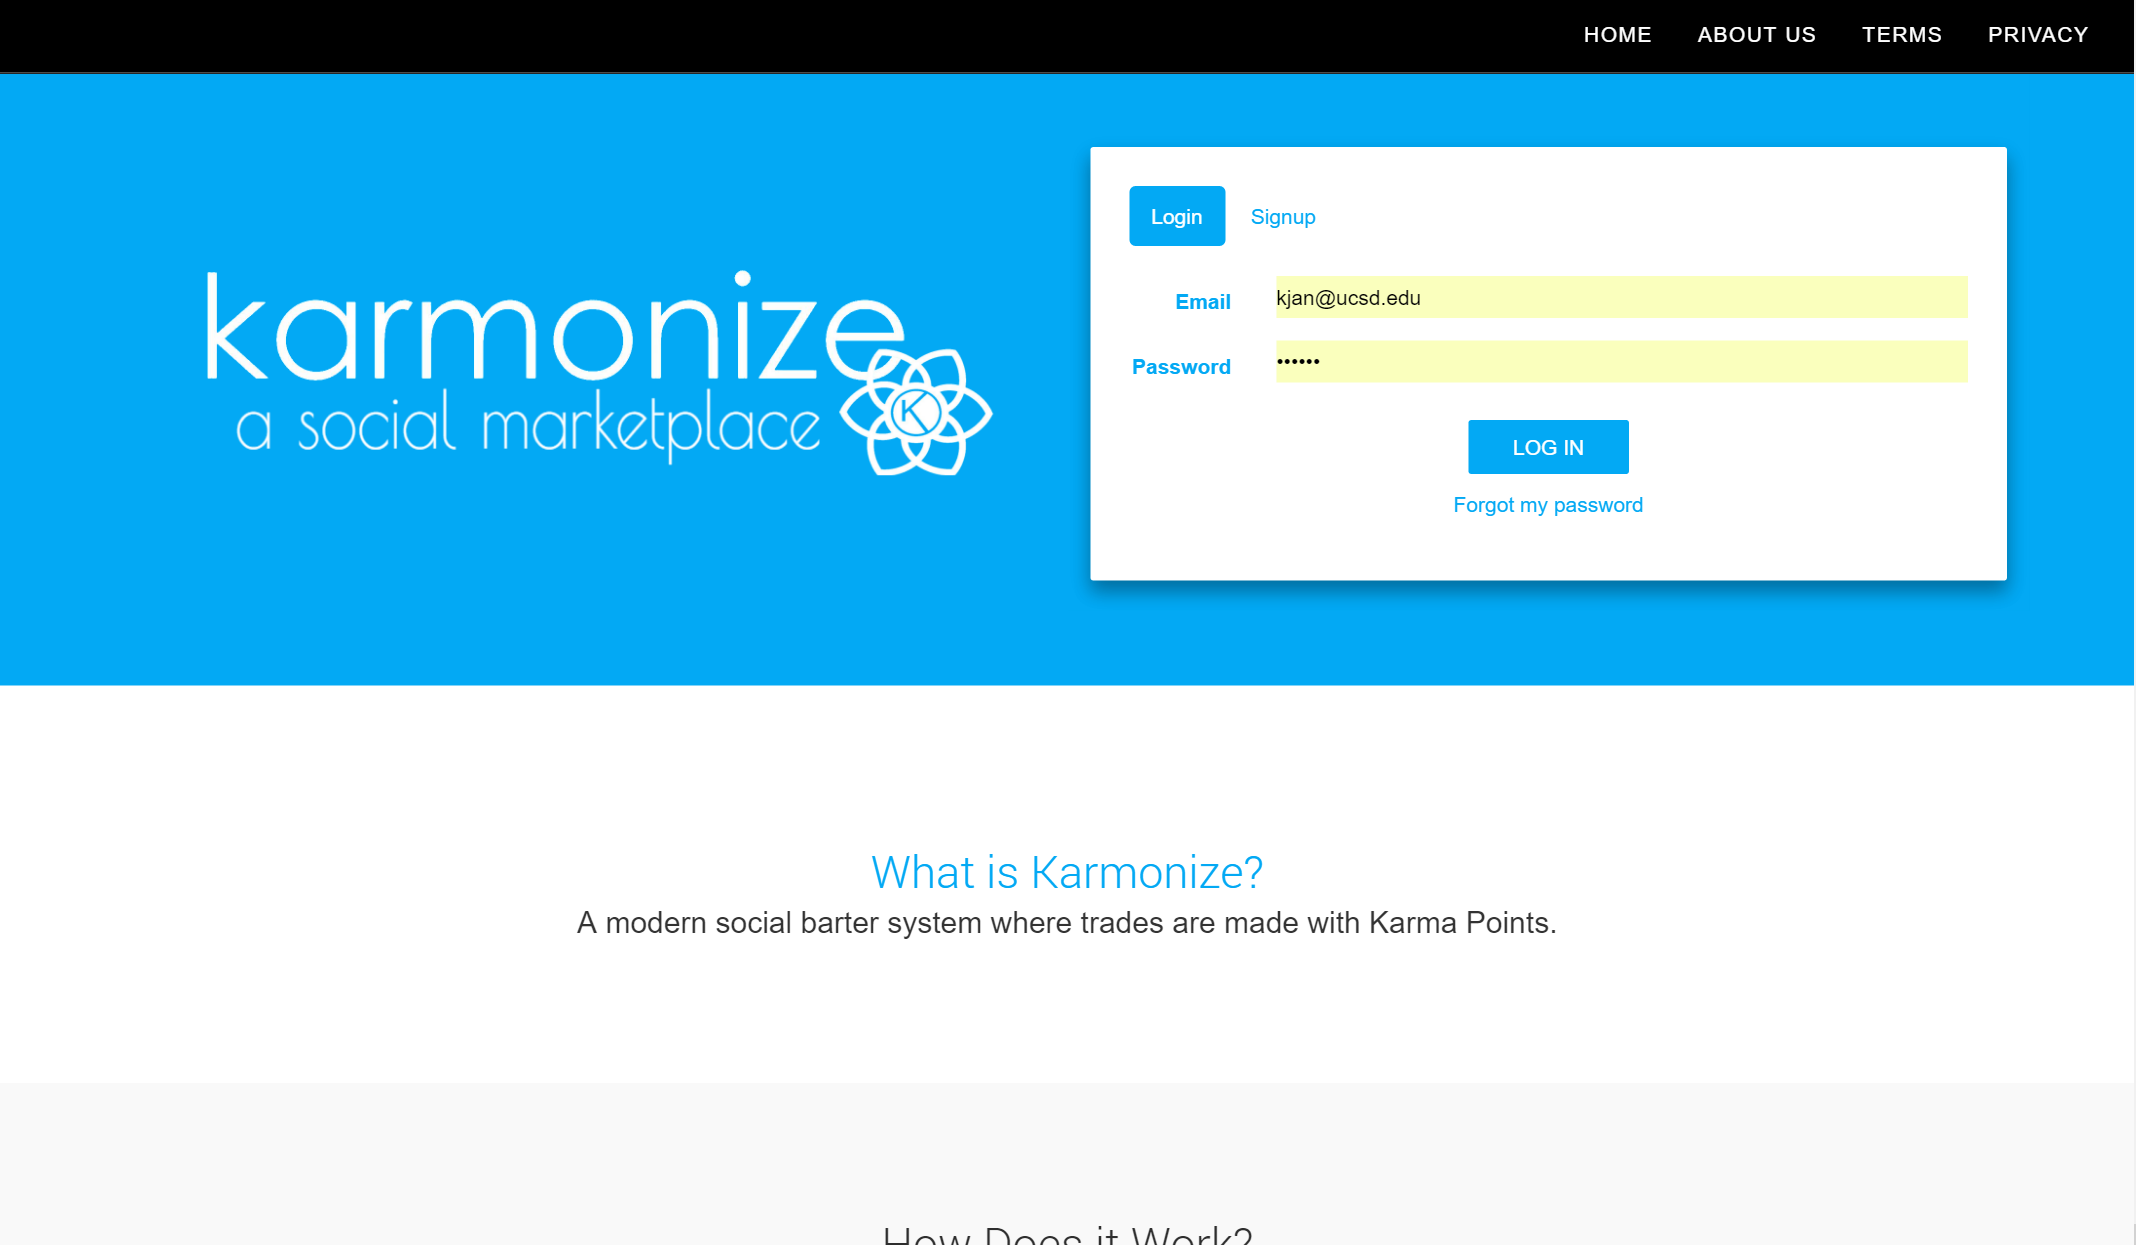 HOME ABOUT US TERMS PRIVACY
karmonize
a social marketplace
K
Login Signup
Email kjan@ucsd.edu
Password ••••••
LOG IN
Forgot my password
What is Karmonize?
A modern social barter system where trades are made with Karma Points.
How Does it Work?